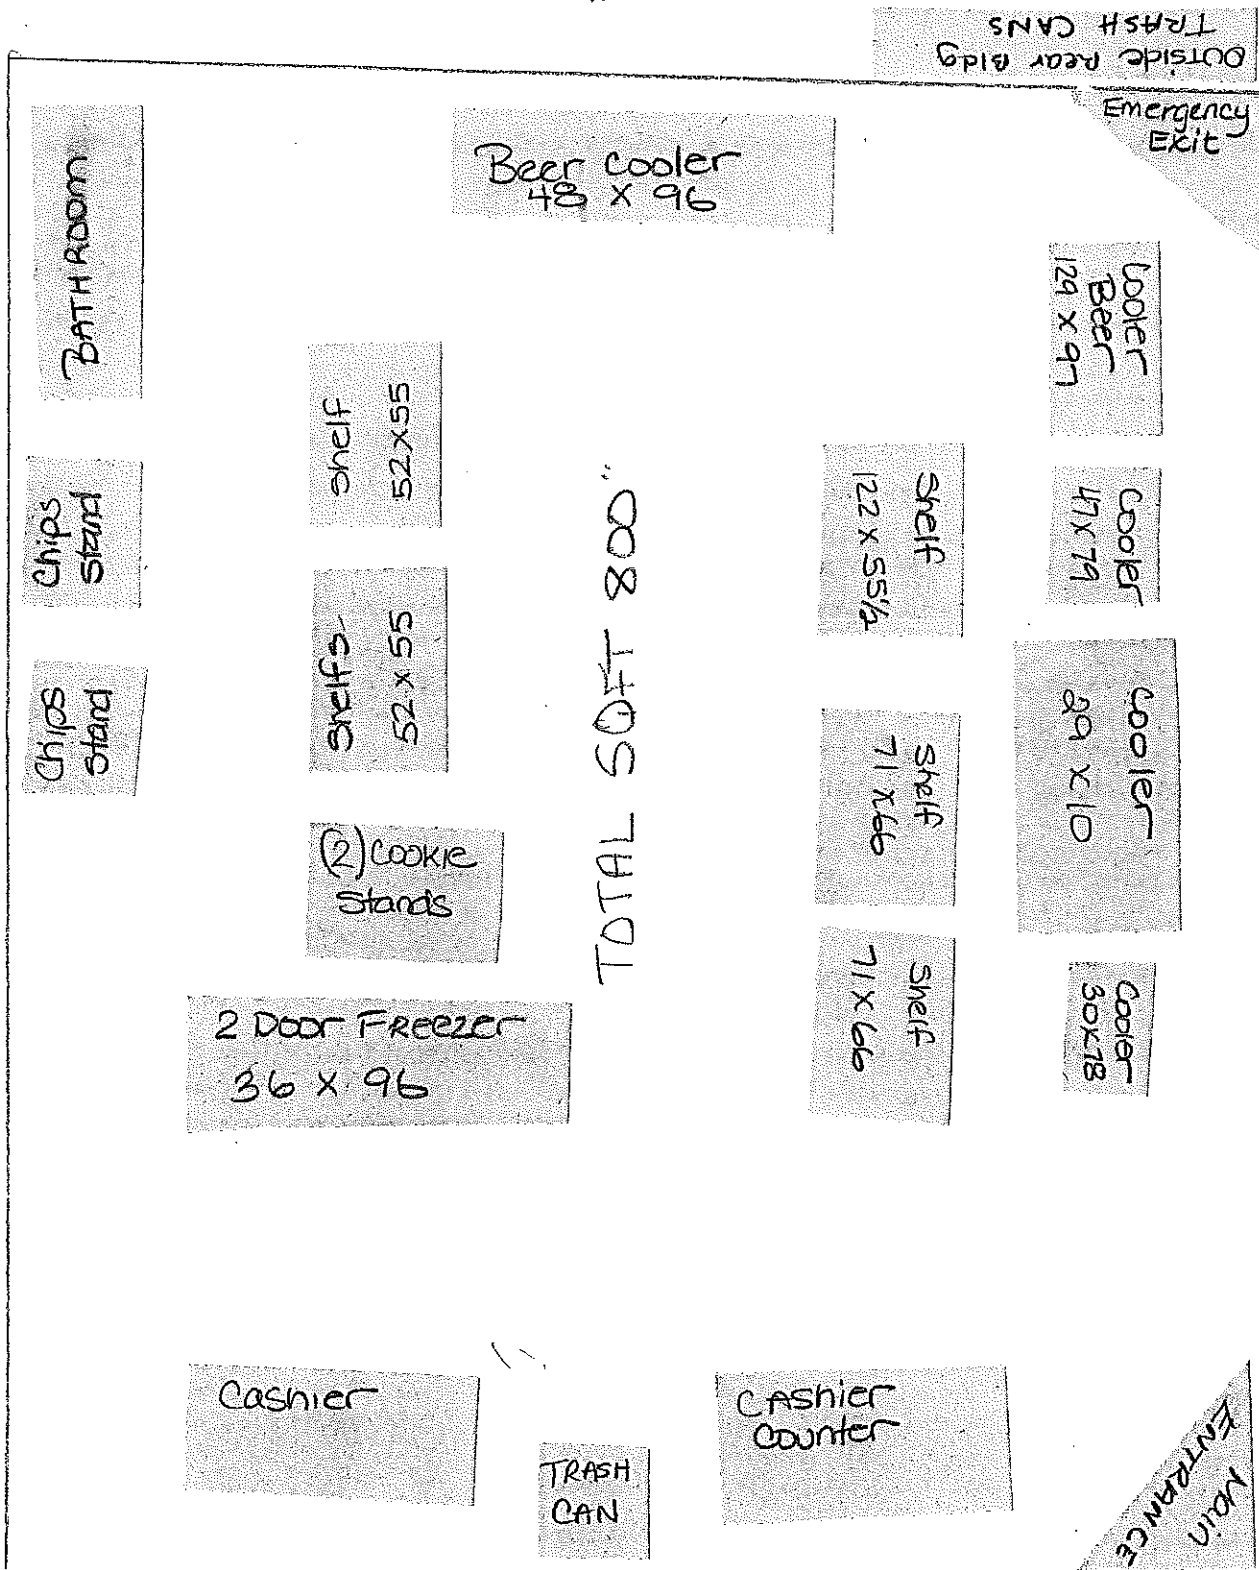 OUTSIDE Rear Bldg
TRASH CANS
Emergency
Exit
Beer Cooler
48 X 96
BATHROOM
Cooler
Beer
129 X 97
Shelf
52X55
Chips
Stand
Shelf
122 X 55½
Cooler
47X79
TOTAL SQFT 800"
Shelfs
52 X 55
Chips
Stand
Shelf
71 X66
Cooler
29 X 10
(2) Cookie
Stands
Shelf
71 X 66
Cooler
30X78
2 Door Freezer
36 X 96
Cashier
CAshier
Counter
TRASH
CAN
Main
ENTRANCE